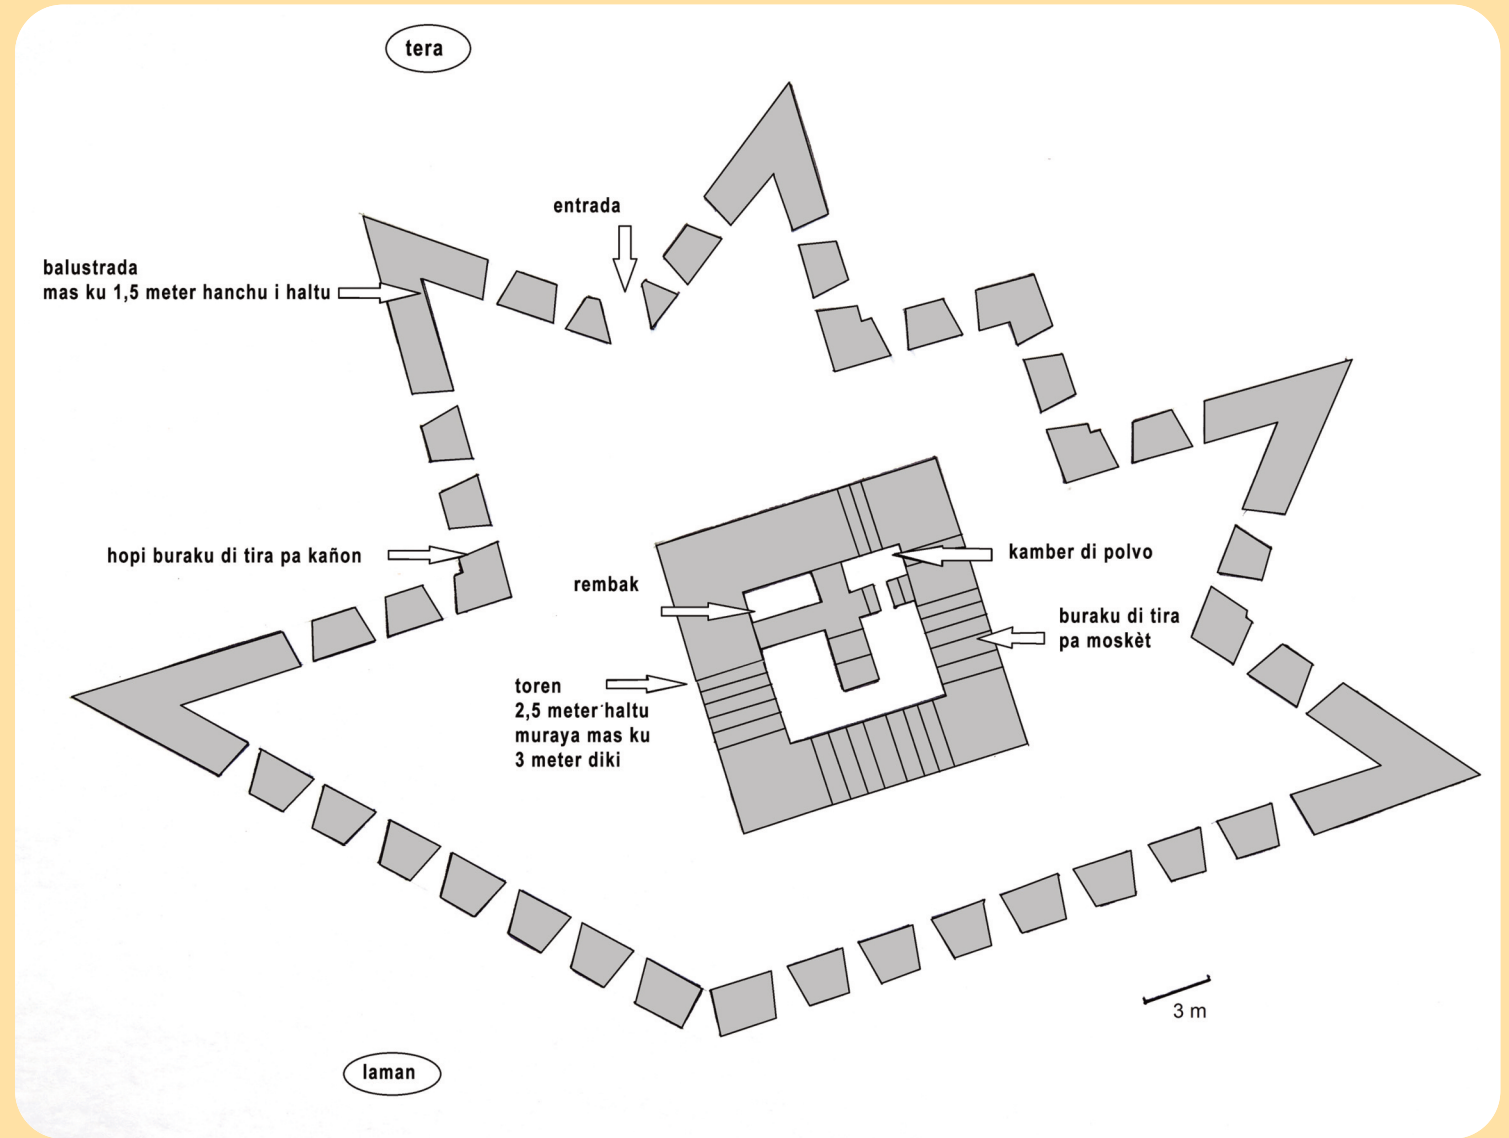 tera
entrada
balustrada
mas ku 1,5 meter hanchu i haltu
hopi buraku di tira pa kañon
kamber di polvo
rembak
buraku di tira
pa moskèt
toren
2,5 meter haltu
muraya mas ku
3 meter diki
3 m
laman